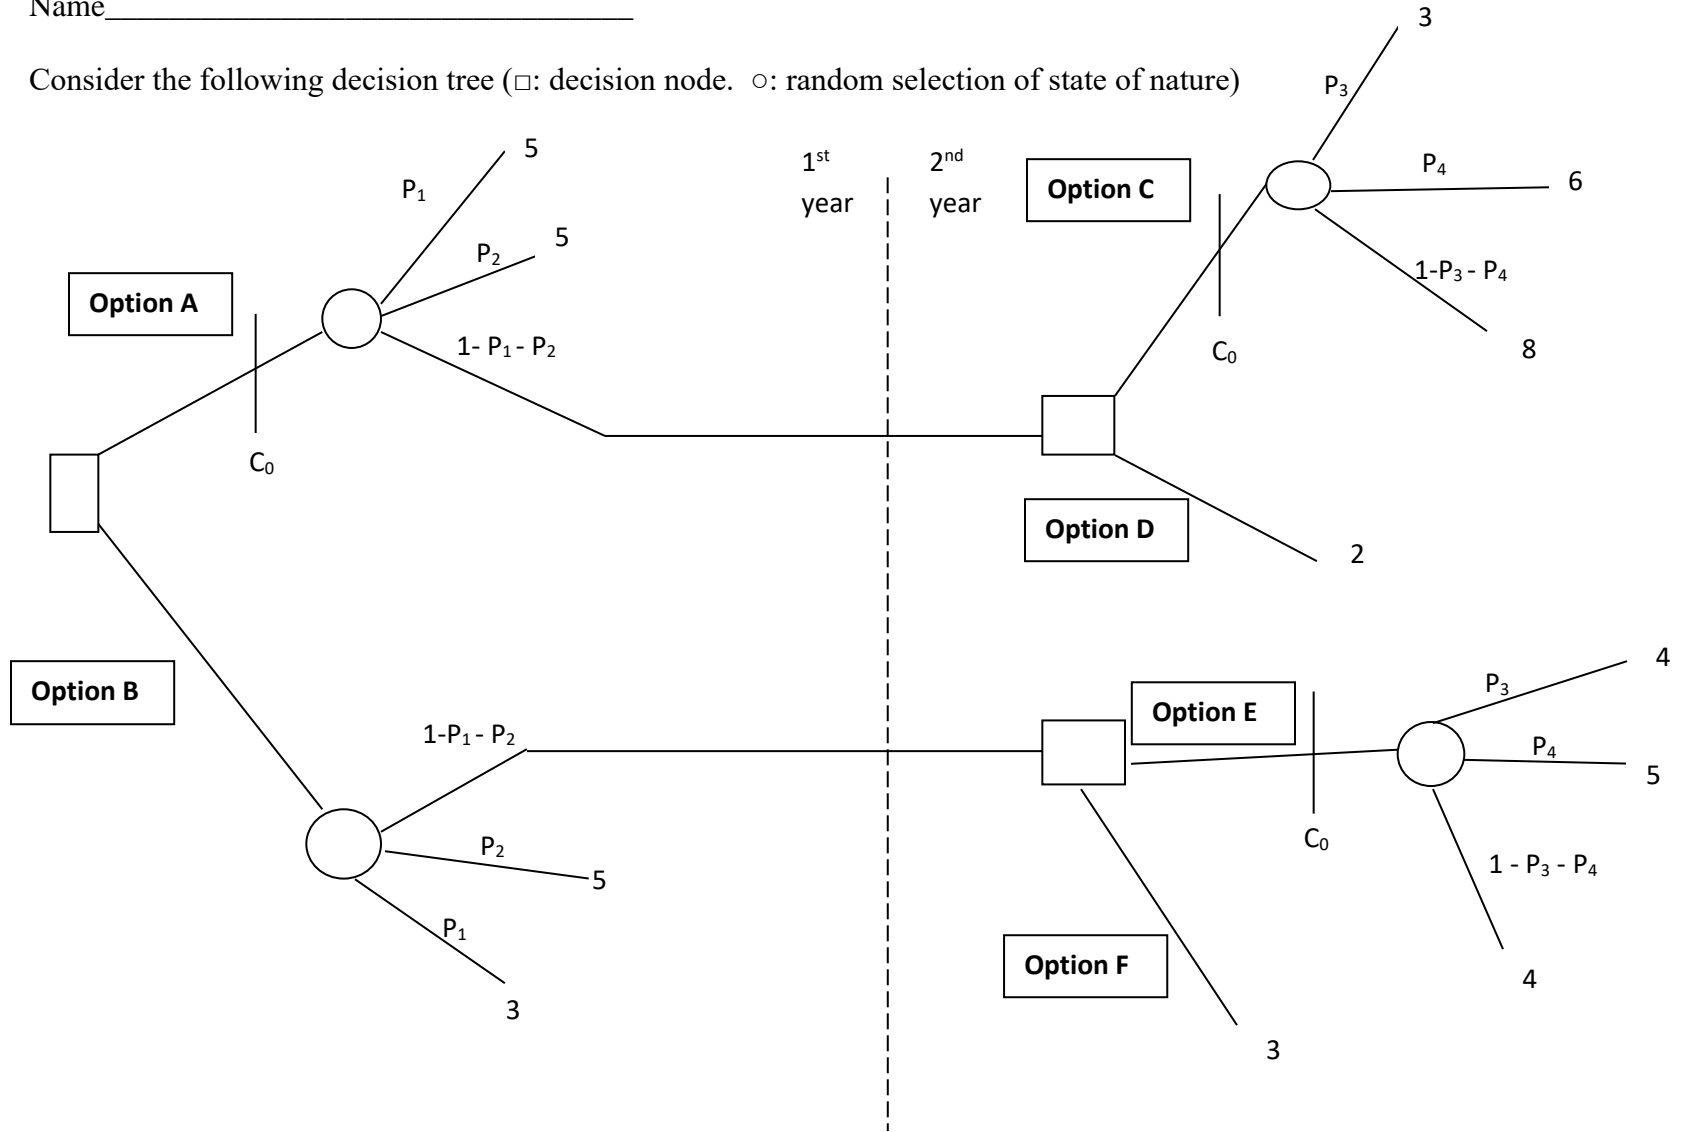 Name_________________________________
Consider the following decision tree (□: decision node. ○: random selection of state of nature)
3
P3
5
1st
year
2nd
year
Option C
P4
6
P1
5
P2
1-P3 - P4
Option A
1- P1 - P2
C0
8
C0
Option D
2
4
Option B
Option E
P3
1-P1 - P2
P4
5
C0
P2
5
1 - P3 - P4
P1
Option F
4
3
3